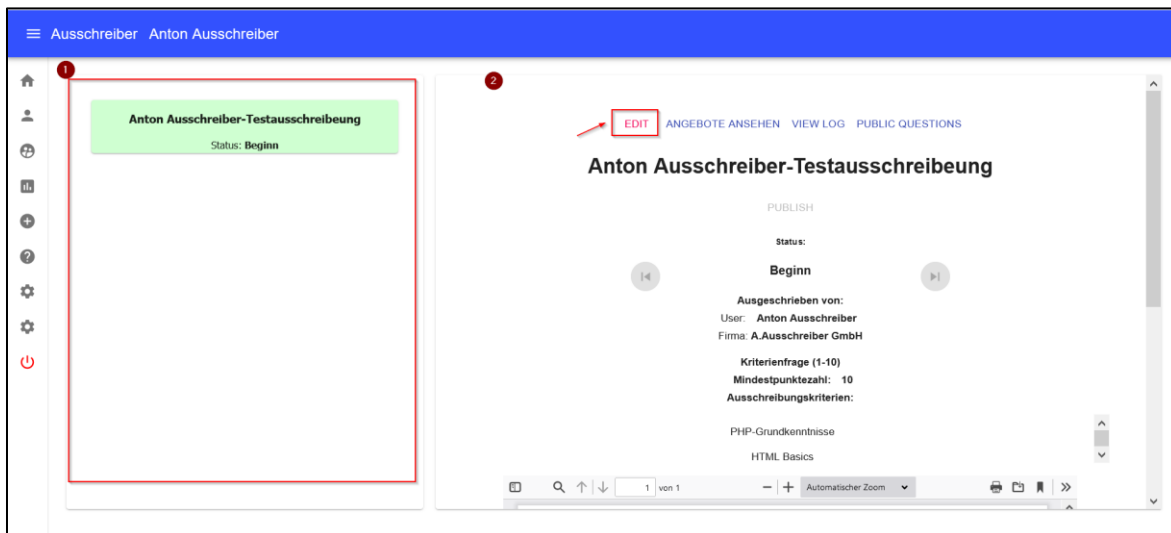 Ausschreiber Anton Ausschreiber
1
Anton Ausschreiber-Testausschreibeung
Status: Beginn
2
EDIT ANGEBOTE ANSEHEN VIEW LOG PUBLIC QUESTIONS
Anton Ausschreiber-Testausschreibeung
PUBLISH
Status:
Beginn
Ausgeschrieben von:
User: Anton Ausschreiber
Firma: A.Ausschreiber GmbH
Kriterienfrage (1-10)
Mindestpunktezahl: 10
Ausschreibungskriterien:
PHP-Grundkenntnisse
HTML Basics
1 von 1 Automatischer Zoom